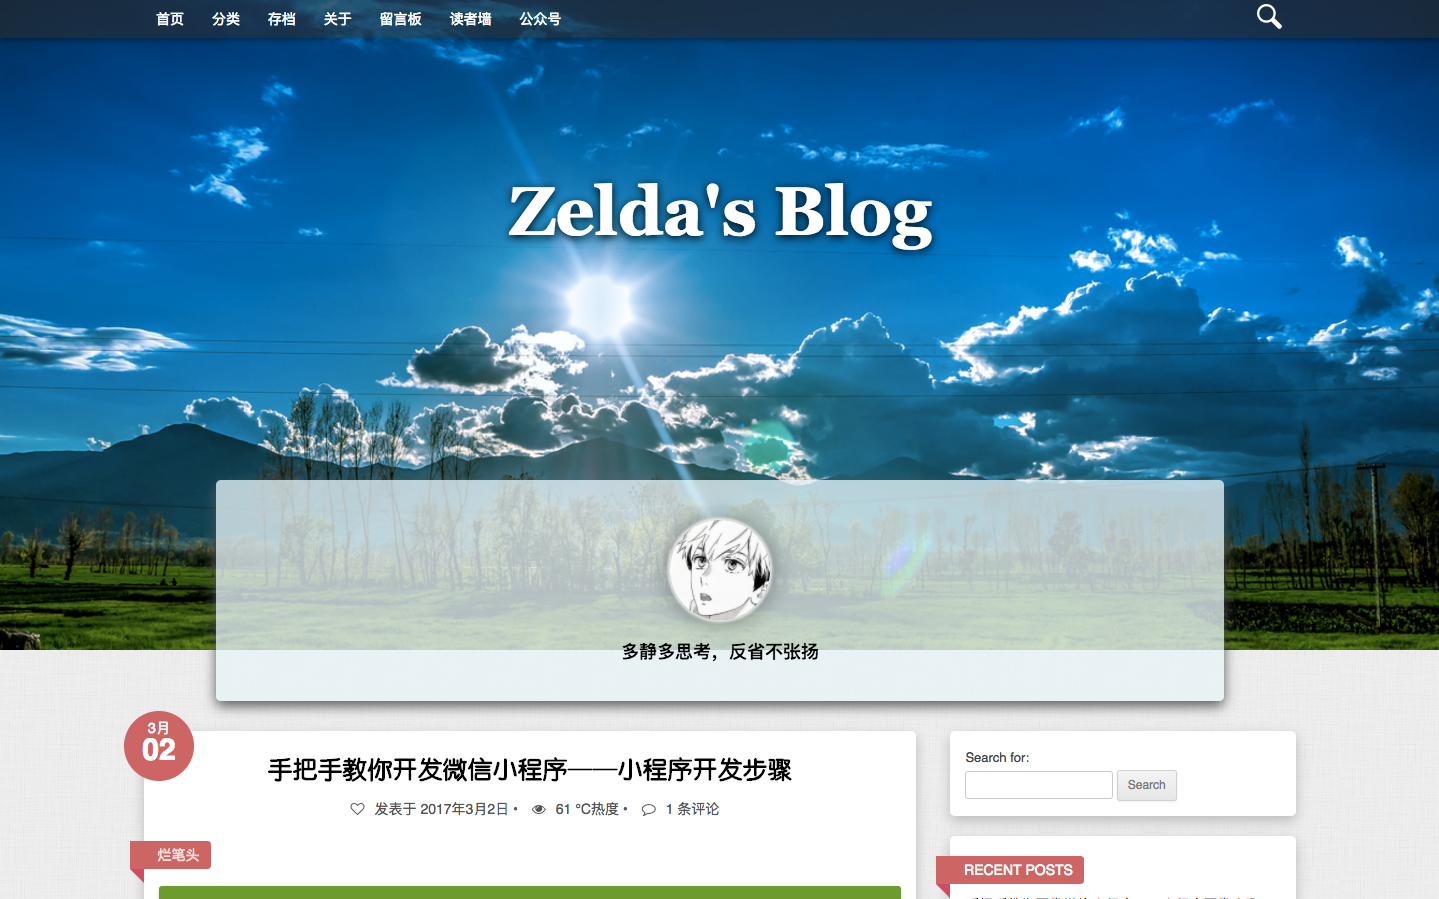 首页 分类 存档 关于 留言板 读者墙 公众号
Zelda's Blog
多静多思考，反省不张扬
3月
02
手把手教你开发微信小程序——小程序开发步骤
发表于 2017年3月2日 • 61 °C热度 • 1 条评论
烂笔头
Search for:
Search
RECENT POSTS